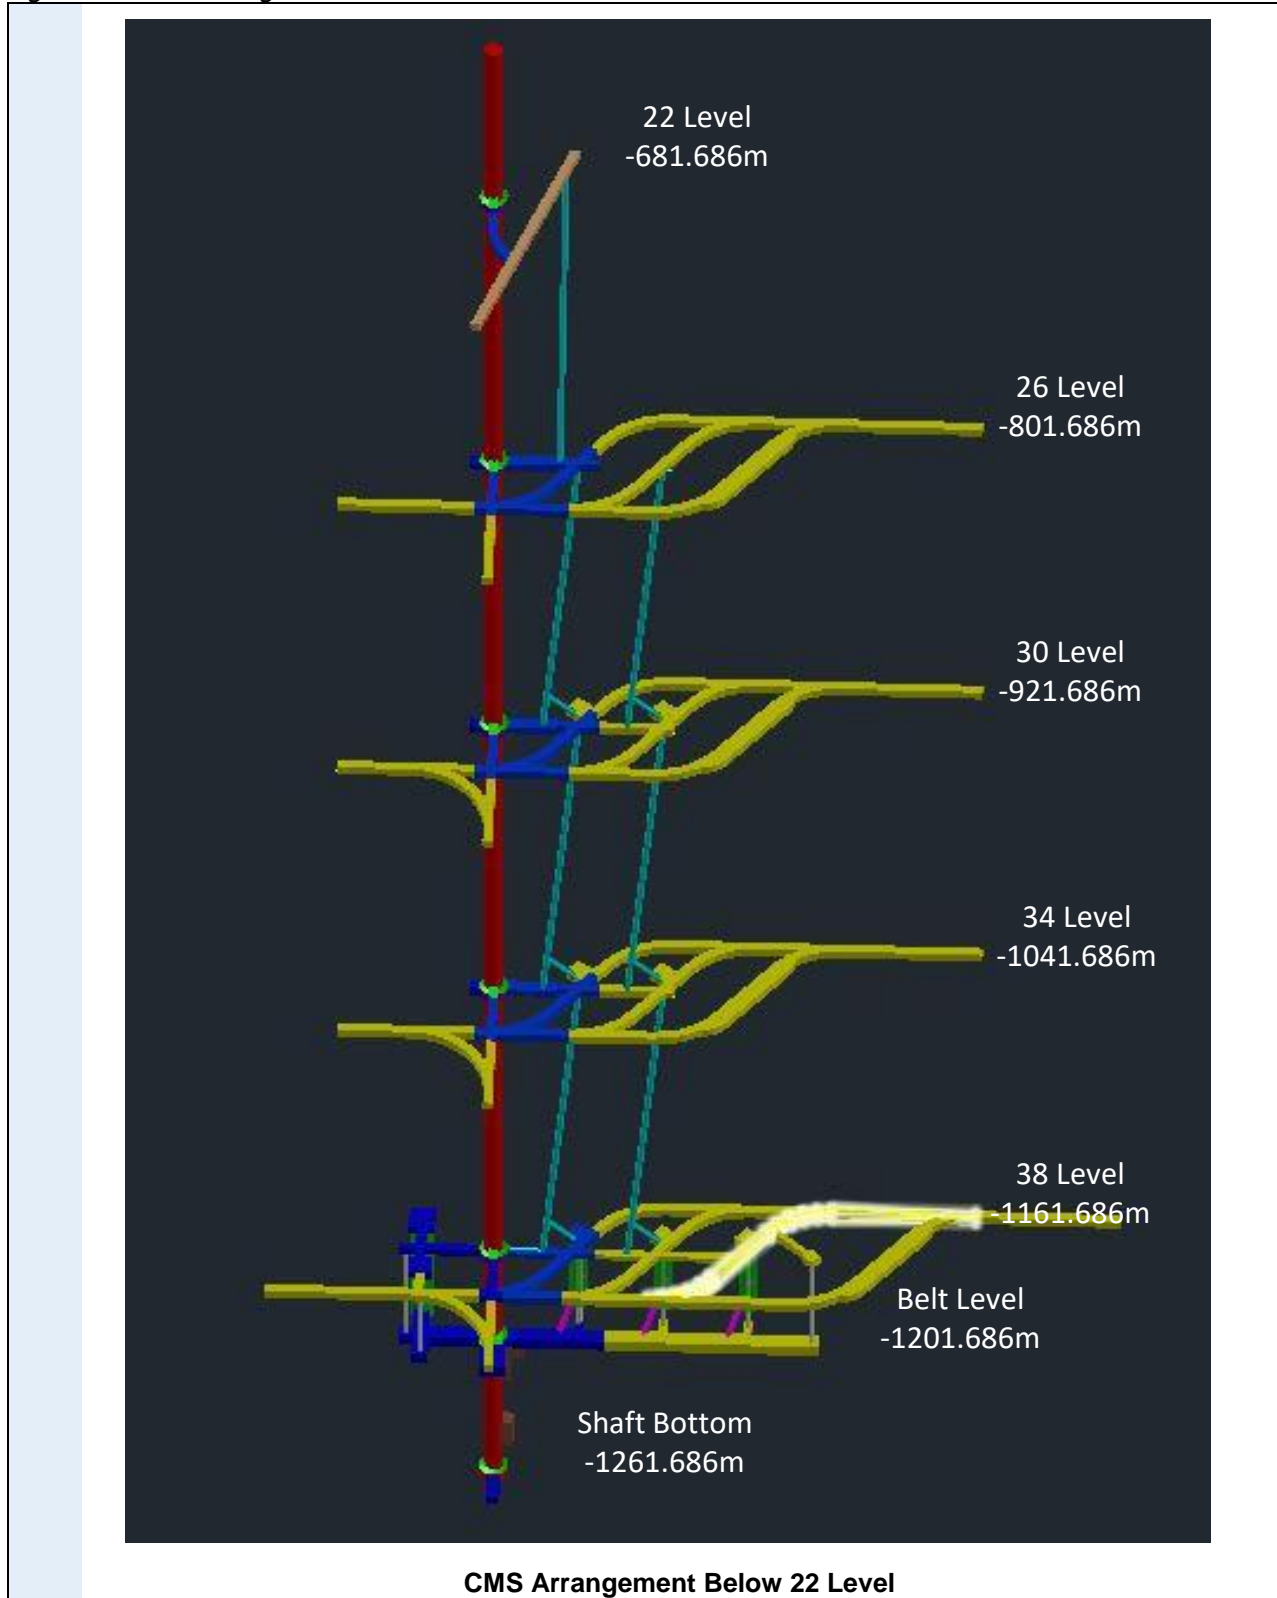 22 Level
-681.686m
26 Level
-801.686m
30 Level
-921.686m
34 Level
-1041.686m
38 Level
-1161.686m
Belt Level
-1201.686m
Shaft Bottom
-1261.686m
CMS Arrangement Below 22 Level